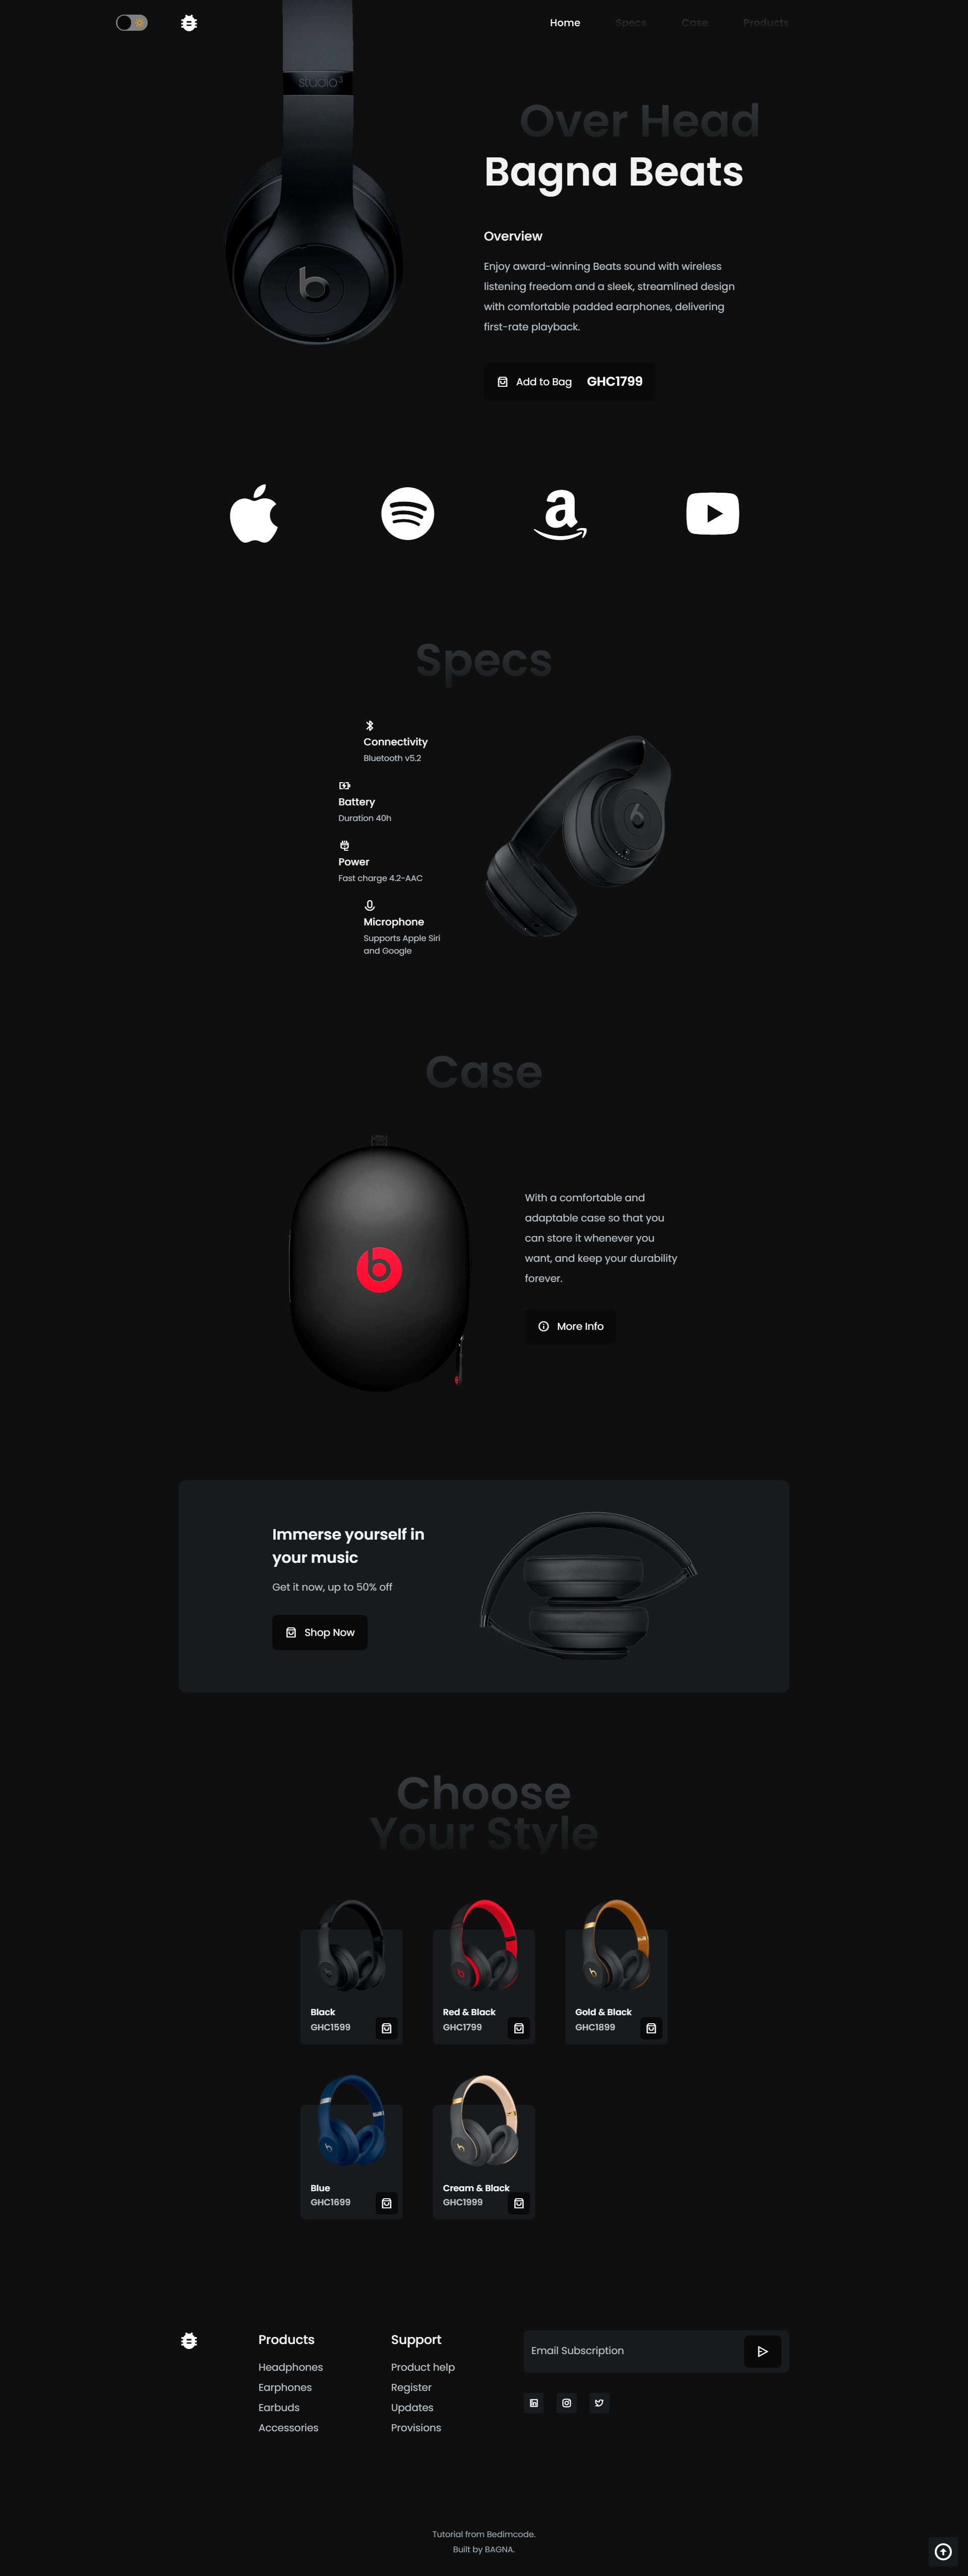 Home
Specs
Case
Products
studio³
Over Head
Bagna Beats
Overview
Enjoy award-winning Beats sound with wireless
listening freedom and a sleek, streamlined design
with comfortable padded earphones, delivering
first-rate playback.
Add to Bag GHC1799
Specs
Connectivity
Bluetooth v5.2
Battery
Duration 40h
Power
Fast charge 4.2-AAC
Microphone
Supports Apple Siri
and Google
Case
With a comfortable and
adaptable case so that you
can store it whenever you
want, and keep your durability
forever.
More Info
Immerse yourself in
your music
Get it now, up to 50% off
Shop Now
Choose
Your Style
Black
GHC1599
Red & Black
GHC1799
Gold & Black
GHC1899
Blue
GHC1699
Cream & Black
GHC1999
Products
Headphones
Earphones
Earbuds
Accessories
Support
Product help
Register
Updates
Provisions
Email Subscription
Tutorial from Bedimcode.
Built by BAGNA.